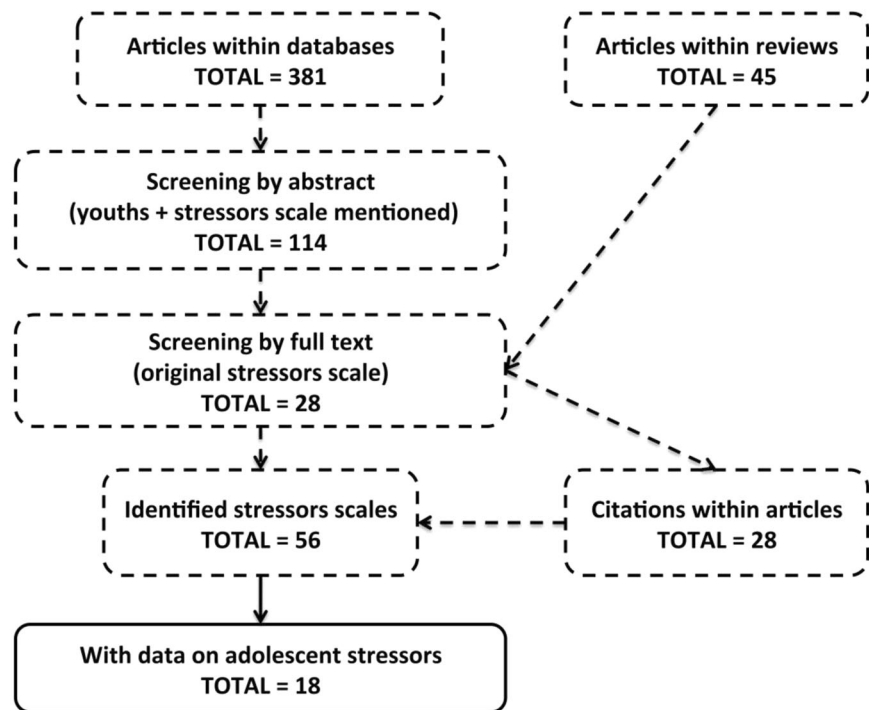 Articles within databases
TOTAL = 381
Articles within reviews
TOTAL = 45
Screening by abstract
(youths + stressors scale mentioned)
TOTAL = 114
Screening by full text
(original stressors scale)
TOTAL = 28
Identified stressors scales
TOTAL = 56
Citations within articles
TOTAL = 28
With data on adolescent stressors
TOTAL = 18